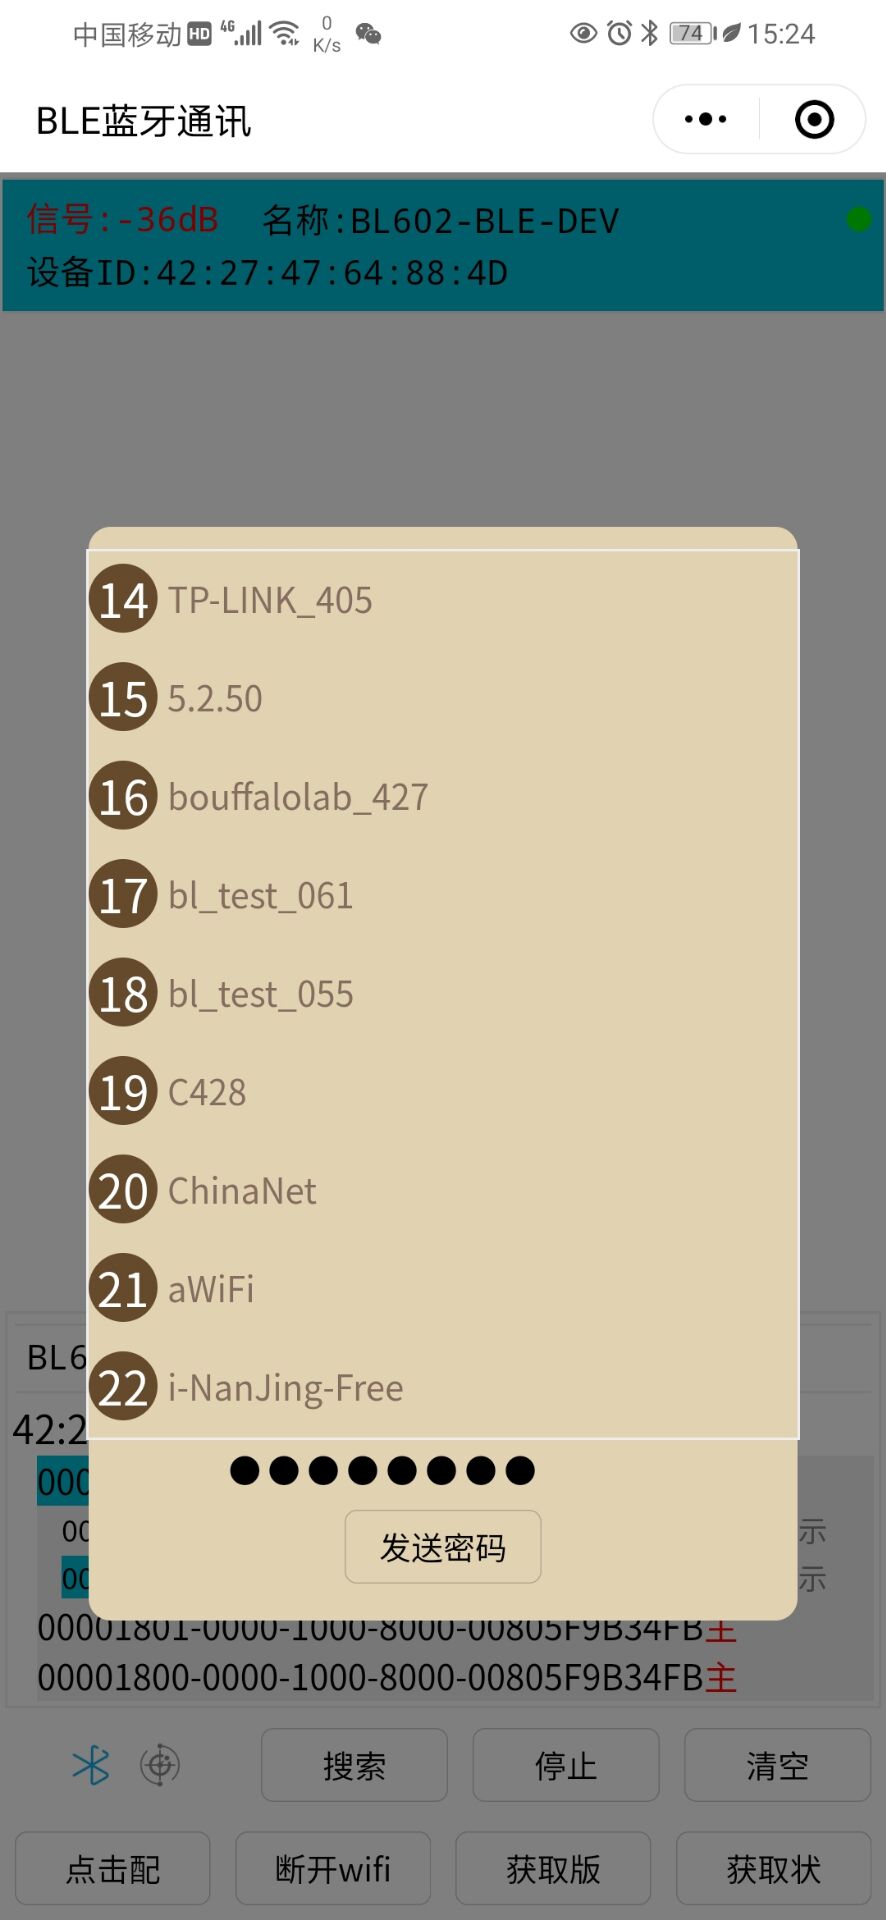 中国移动 HD 4G 0 K/s 74 15:24
BLE蓝牙通讯
信号:-36dB 名称:BL602-BLE-DEV
设备ID:42:27:47:64:88:4D
14 TP-LINK_405
15 5.2.50
16 bouffalolab_427
17 bl_test_061
18 bl_test_055
19 C428
20 ChinaNet
21 aWiFi
BL6
22 i-NanJing-Free
42:2
000
00 示
发送密码
00 示
00001801-0000-1000-8000-00805F9B34FB主
00001800-0000-1000-8000-00805F9B34FB主
搜索 停止 清空
点击配 断开wifi 获取版 获取状